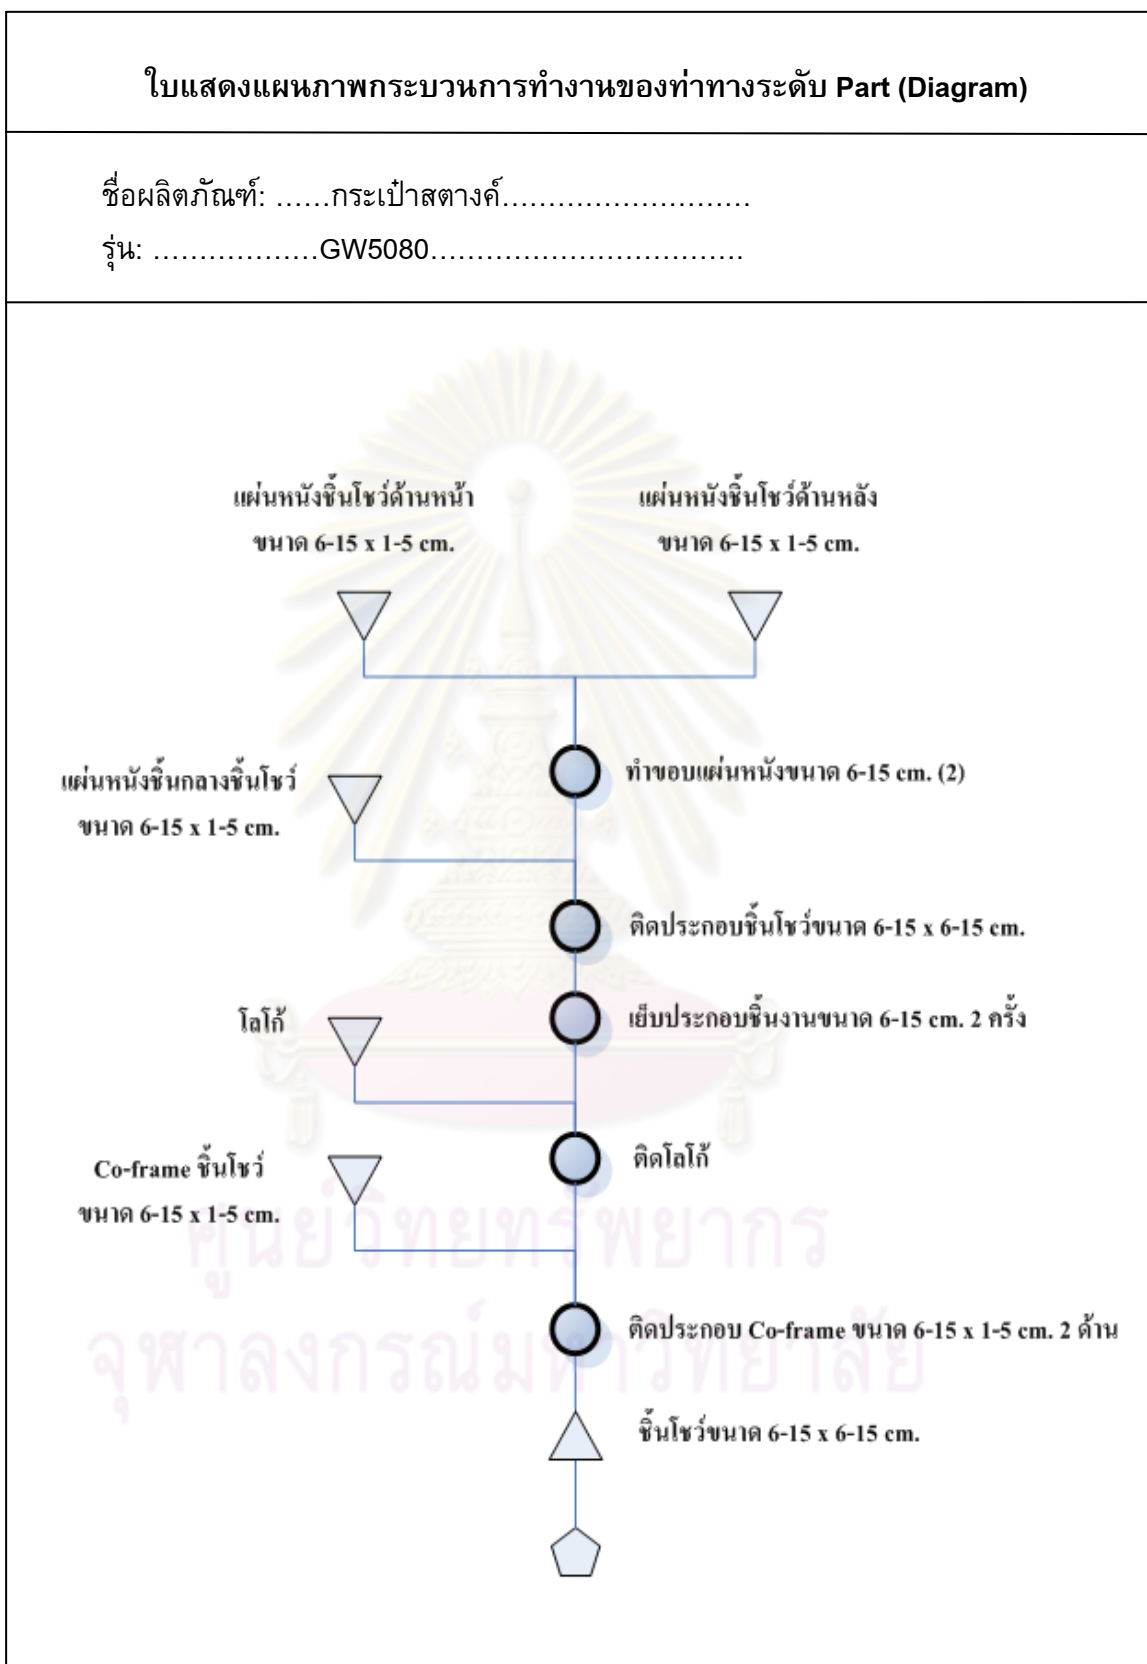 ใบแสดงแผนภาพกระบวนการทำงานของท่าทางระดับ Part (Diagram)
ชื่อผลิตภัณฑ์: ......กระเป๋าสตางค์............................
รุ่น: ..................GW5080..................................
แผ่นหนังชิ้นโชว์ด้านหน้า
ขนาด 6-15 x 1-5 cm.
แผ่นหนังชิ้นโชว์ด้านหลัง
ขนาด 6-15 x 1-5 cm.
ทำขอบแผ่นหนังขนาด 6-15 cm. (2)
แผ่นหนังชิ้นกลางชิ้นโชว์
ขนาด 6-15 x 1-5 cm.
ติดประกอบชิ้นโชว์ขนาด 6-15 x 6-15 cm.
โลโก้
เย็บประกอบชิ้นงานขนาด 6-15 cm. 2 ครั้ง
ติดโลโก้
Co-frame ชิ้นโชว์
ขนาด 6-15 x 1-5 cm.
ศูนย์วิทยทรัพยากร
ติดประกอบ Co-frame ขนาด 6-15 x 1-5 cm. 2 ด้าน
จุฬาลงกรณ์มหาวิทยาลัย
ชิ้นโชว์ขนาด 6-15 x 6-15 cm.